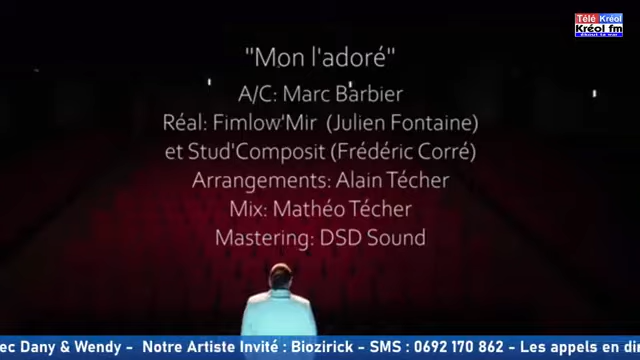 Télé Kréol
Kréol fm
"Mon l'adoré"
A/C: Marc Barbier
Réal: Fimlow'Mir (Julien Fontaine)
et Stud'Composit (Frédéric Corré)
Arrangements: Alain Técher
Mix: Mathéo Técher
Mastering: DSD Sound
ec Dany & Wendy - Notre Artiste Invité : Biozirick - SMS : 0692 170 862 - Les appels en di